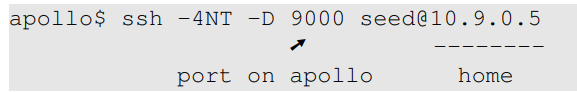 apollo$ ssh -4NT -D 9000 seed@10.9.0.5
--------
port on apollo home